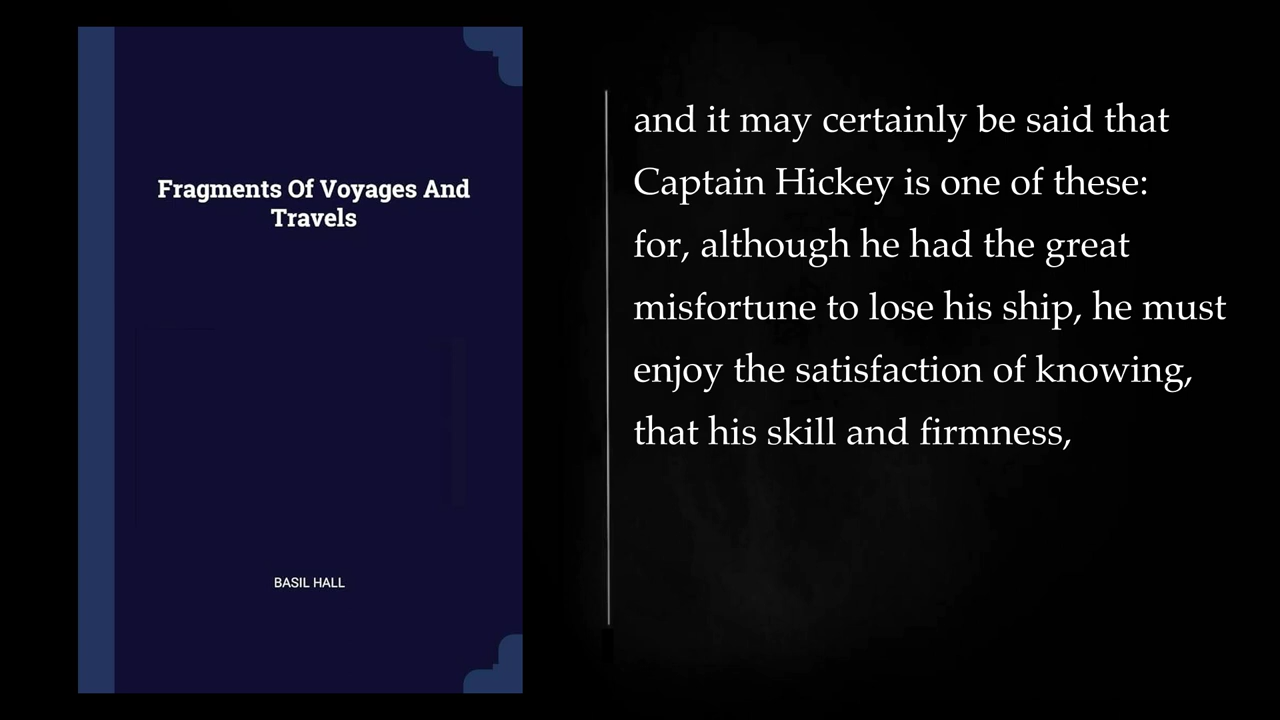 Fragments Of Voyages And
Travels
BASIL HALL
and it may certainly be said that
Captain Hickey is one of these:
for, although he had the great
misfortune to lose his ship, he must
enjoy the satisfaction of knowing,
that his skill and firmness,